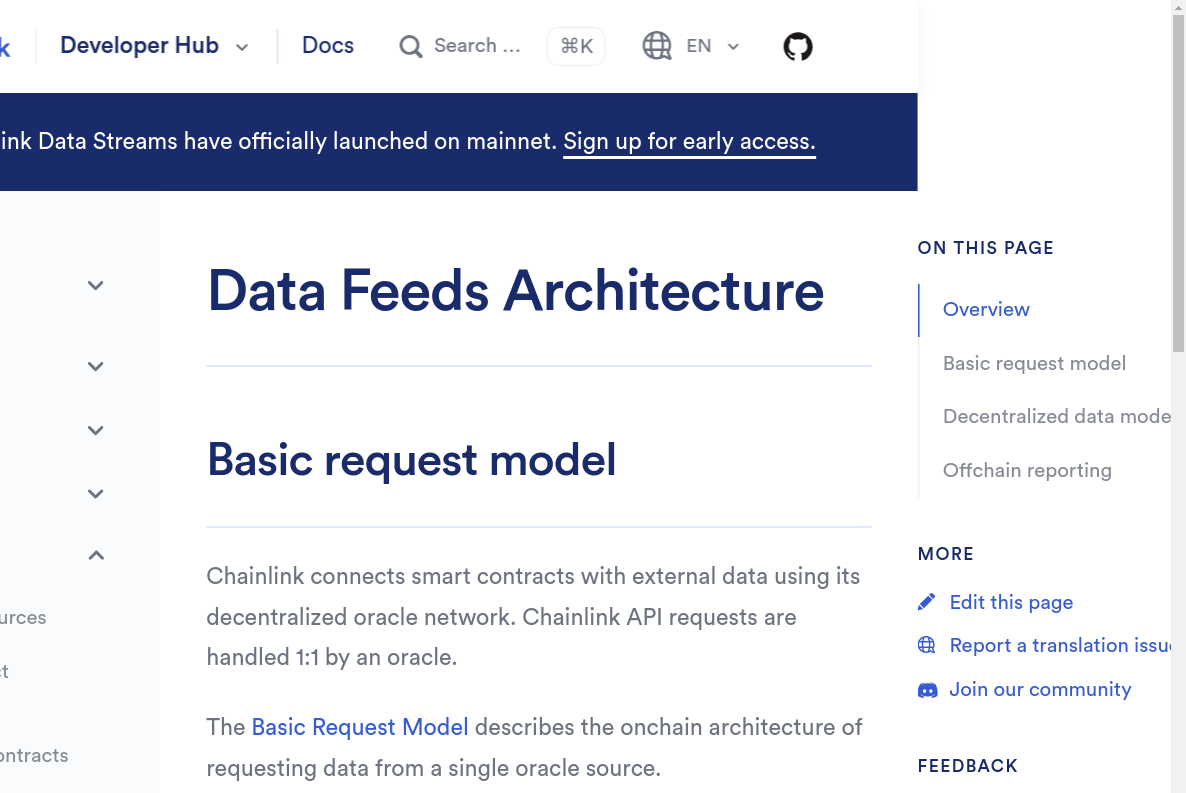 k
Developer Hub
Docs
Search ...
⌘K
EN
ink Data Streams have officially launched on mainnet. Sign up for early access.
urces
ct
ontracts
Data Feeds Architecture
Basic request model
Chainlink connects smart contracts with external data using its
decentralized oracle network. Chainlink API requests are
handled 1:1 by an oracle.
The Basic Request Model describes the onchain architecture of
requesting data from a single oracle source.
ON THIS PAGE
Overview
Basic request model
Decentralized data mode
Offchain reporting
MORE
Edit this page
Report a translation issu
Join our community
FEEDBACK